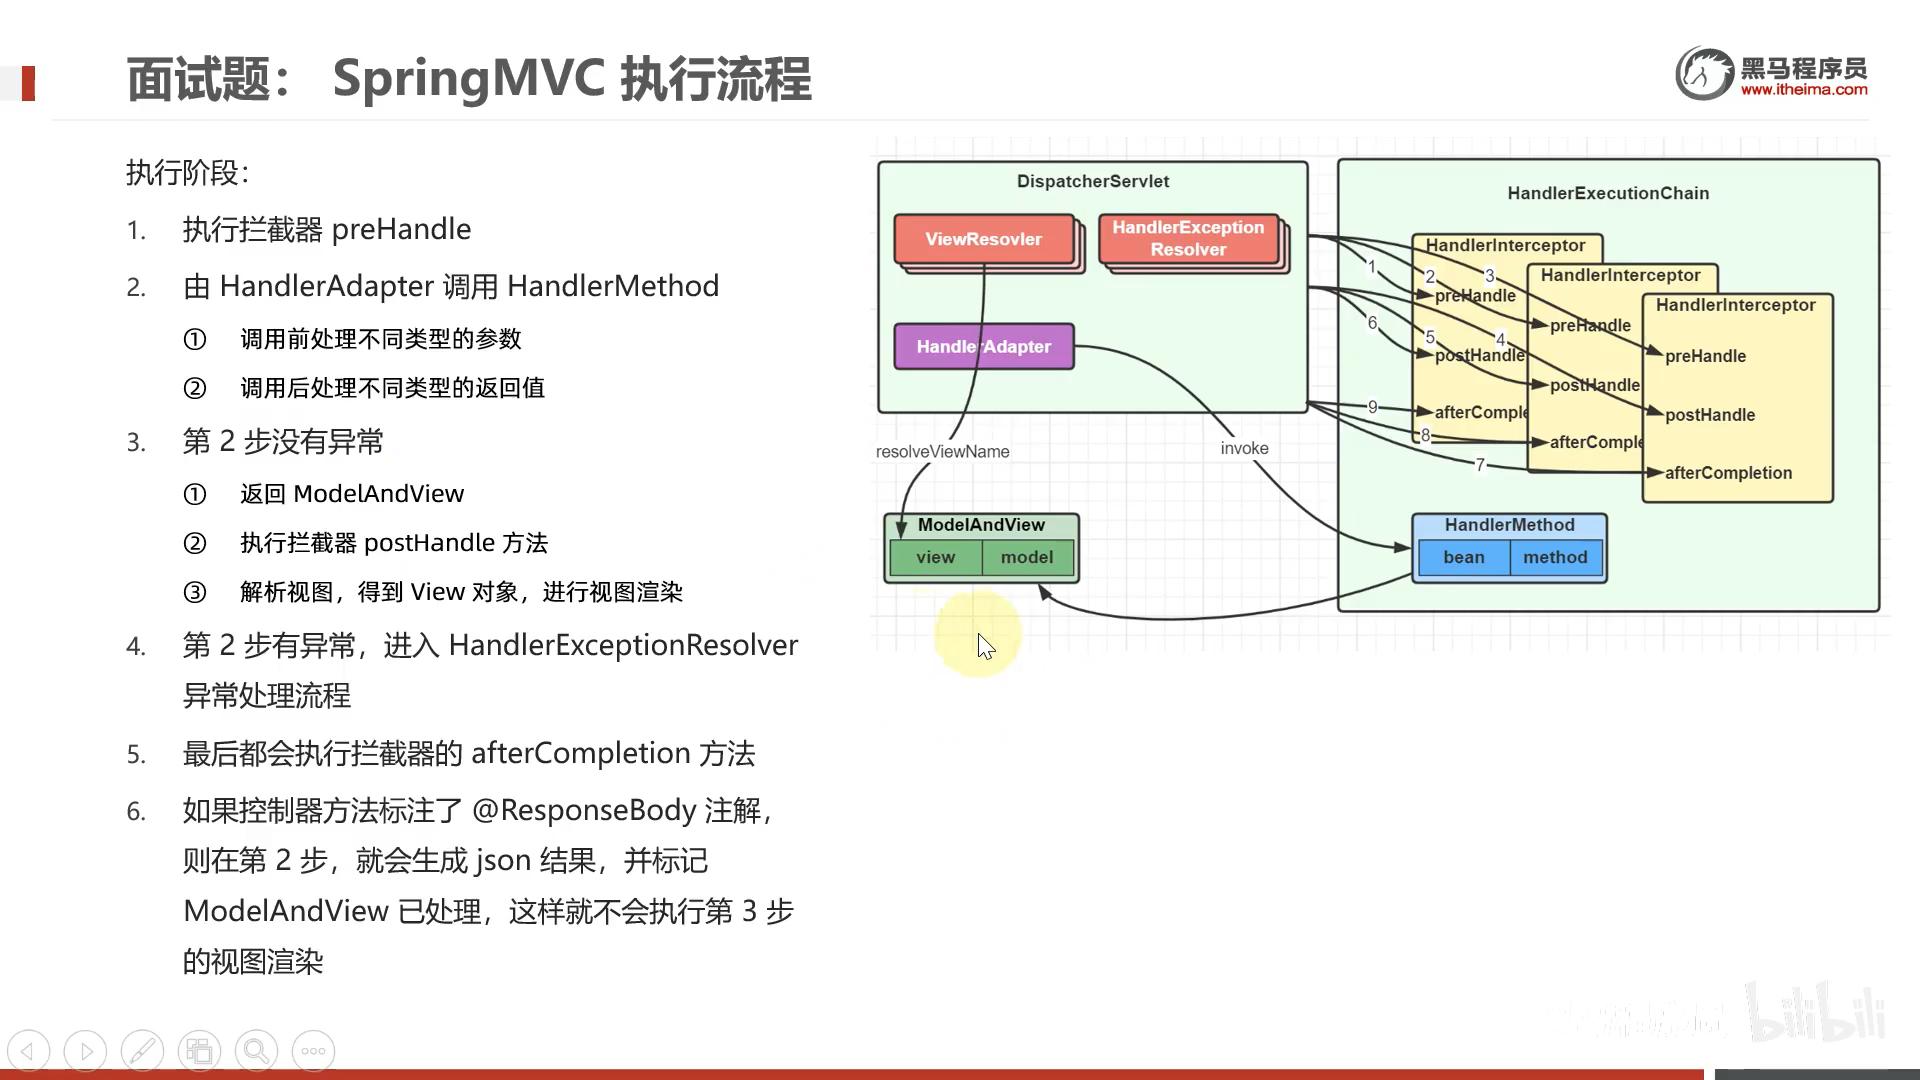 面试题： SpringMVC 执行流程
黑马程序员
www.itheima.com
执行阶段：
1. 执行拦截器 preHandle
2. 由 HandlerAdapter 调用 HandlerMethod
① 调用前处理不同类型的参数
② 调用后处理不同类型的返回值
3. 第 2 步没有异常
① 返回 ModelAndView
② 执行拦截器 postHandle 方法
③ 解析视图，得到 View 对象，进行视图渲染
4. 第 2 步有异常，进入 HandlerExceptionResolver
异常处理流程
5. 最后都会执行拦截器的 afterCompletion 方法
6. 如果控制器方法标注了 @ResponseBody 注解，
则在第 2 步，就会生成 json 结果，并标记
ModelAndView 已处理，这样就不会执行第 3 步
的视图渲染
DispatcherServlet
ViewResovler
HandlerException
Resolver
HandlerAdapter
resolveViewName
invoke
ModelAndView
view model
HandlerExecutionChain
HandlerInterceptor
1
preHandle
6
postHandle
9
afterComple
HandlerInterceptor
2
preHandle
5
postHandle
8
afterComple
HandlerInterceptor
3
preHandle
4
postHandle
7
afterCompletion
HandlerMethod
bean method
bilibili